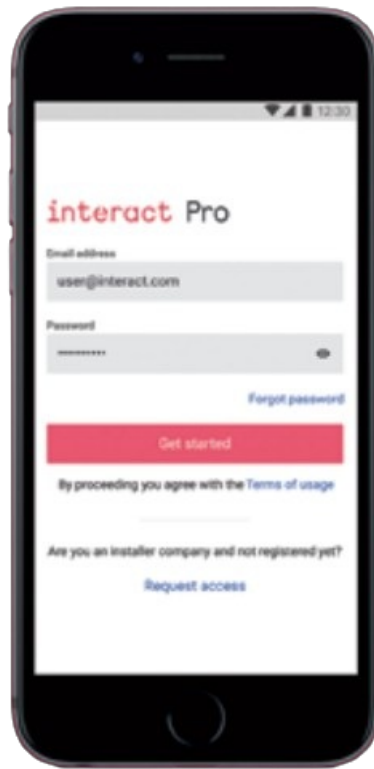 12:30
interact Pro
Email address
user@interact.com
Password
Forgot password
Get started
By proceeding you agree with the Terms of usage
Are you an installer company and not registered yet?
Request access